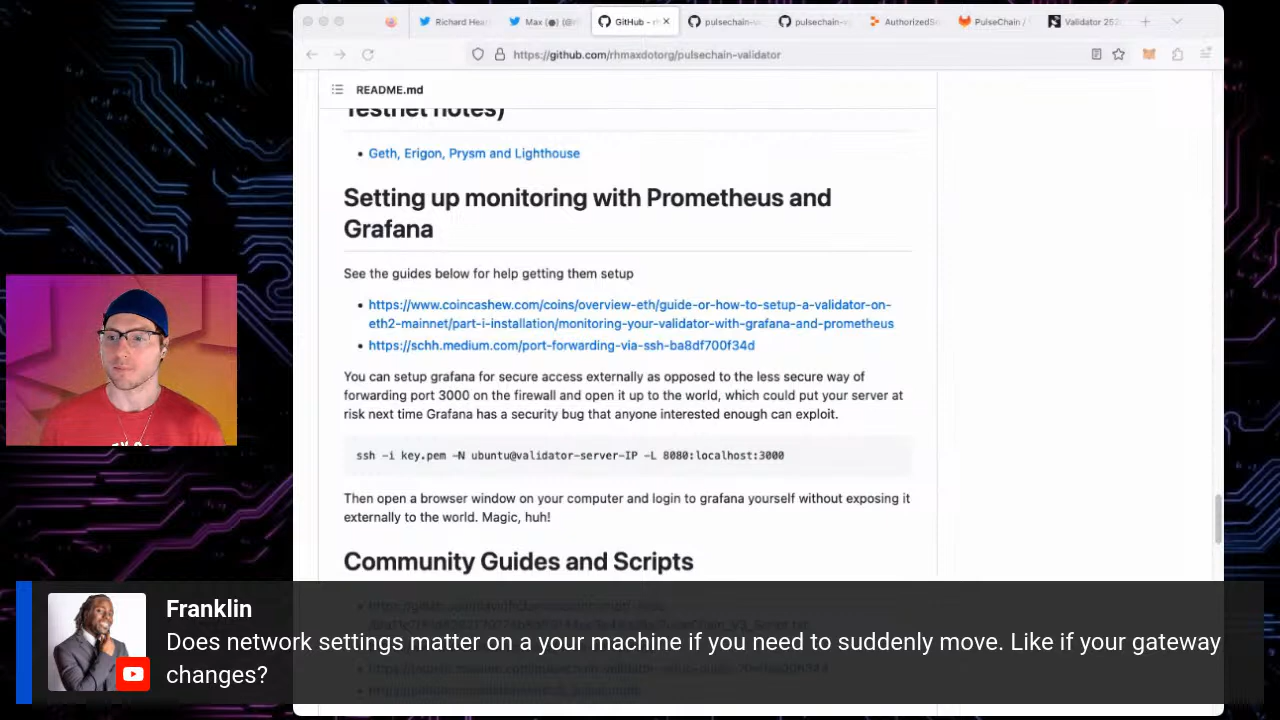 Richard Hear
Max (
GitHub - rh
pulsechain-v
pulsechain-v
AuthorizedS
PulseChain /
Validator 252
https://github.com/rhmaxdotorg/pulsechain-validator
README.md
Testnet notes)
Geth, Erigon, Prysm and Lighthouse
Setting up monitoring with Prometheus and
Grafana
See the guides below for help getting them setup
https://www.coincashew.com/coins/overview-eth/guide-or-how-to-setup-a-validator-on-
eth2-mainnet/part-i-installation/monitoring-your-validator-with-grafana-and-prometheus
https://schh.medium.com/port-forwarding-via-ssh-ba8df700f34d
You can setup grafana for secure access externally as opposed to the less secure way of
forwarding port 3000 on the firewall and open it up to the world, which could put your server at
risk next time Grafana has a security bug that anyone interested enough can exploit.
ssh -i key.pem -N ubuntu@validator-server-IP -L 8080:localhost:3000
Then open a browser window on your computer and login to grafana yourself without exposing it
externally to the world. Magic, huh!
Community Guides and Scripts
Franklin
Does network settings matter on a your machine if you need to suddenly move. Like if your gateway
changes?